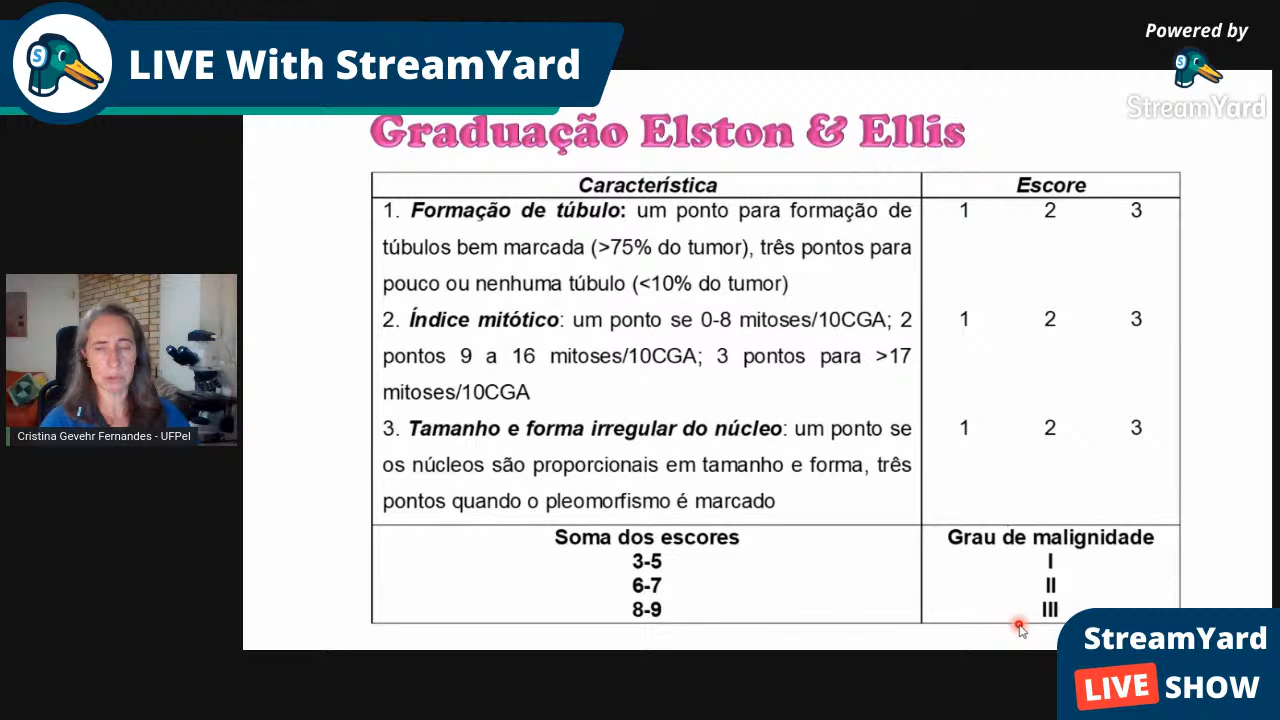 LIVE With StreamYard
Powered by
S
StreamYard
Graduação Elston & Ellis
Característica Escore
1. Formação de túbulo: um ponto para formação de 1 2 3
túbulos bem marcada (>75% do tumor), três pontos para
pouco ou nenhuma túbulo (<10% do tumor)
2. Índice mitótico: um ponto se 0-8 mitoses/10CGA; 2 1 2 3
pontos 9 a 16 mitoses/10CGA; 3 pontos para >17
mitoses/10CGA
3. Tamanho e forma irregular do núcleo: um ponto se 1 2 3
os núcleos são proporcionais em tamanho e forma, três
pontos quando o pleomorfismo é marcado
Soma dos escores Grau de malignidade
3-5 I
6-7 II
8-9 III
Cristina Gevehr Fernandes - UFPel
StreamYard
LIVE SHOW